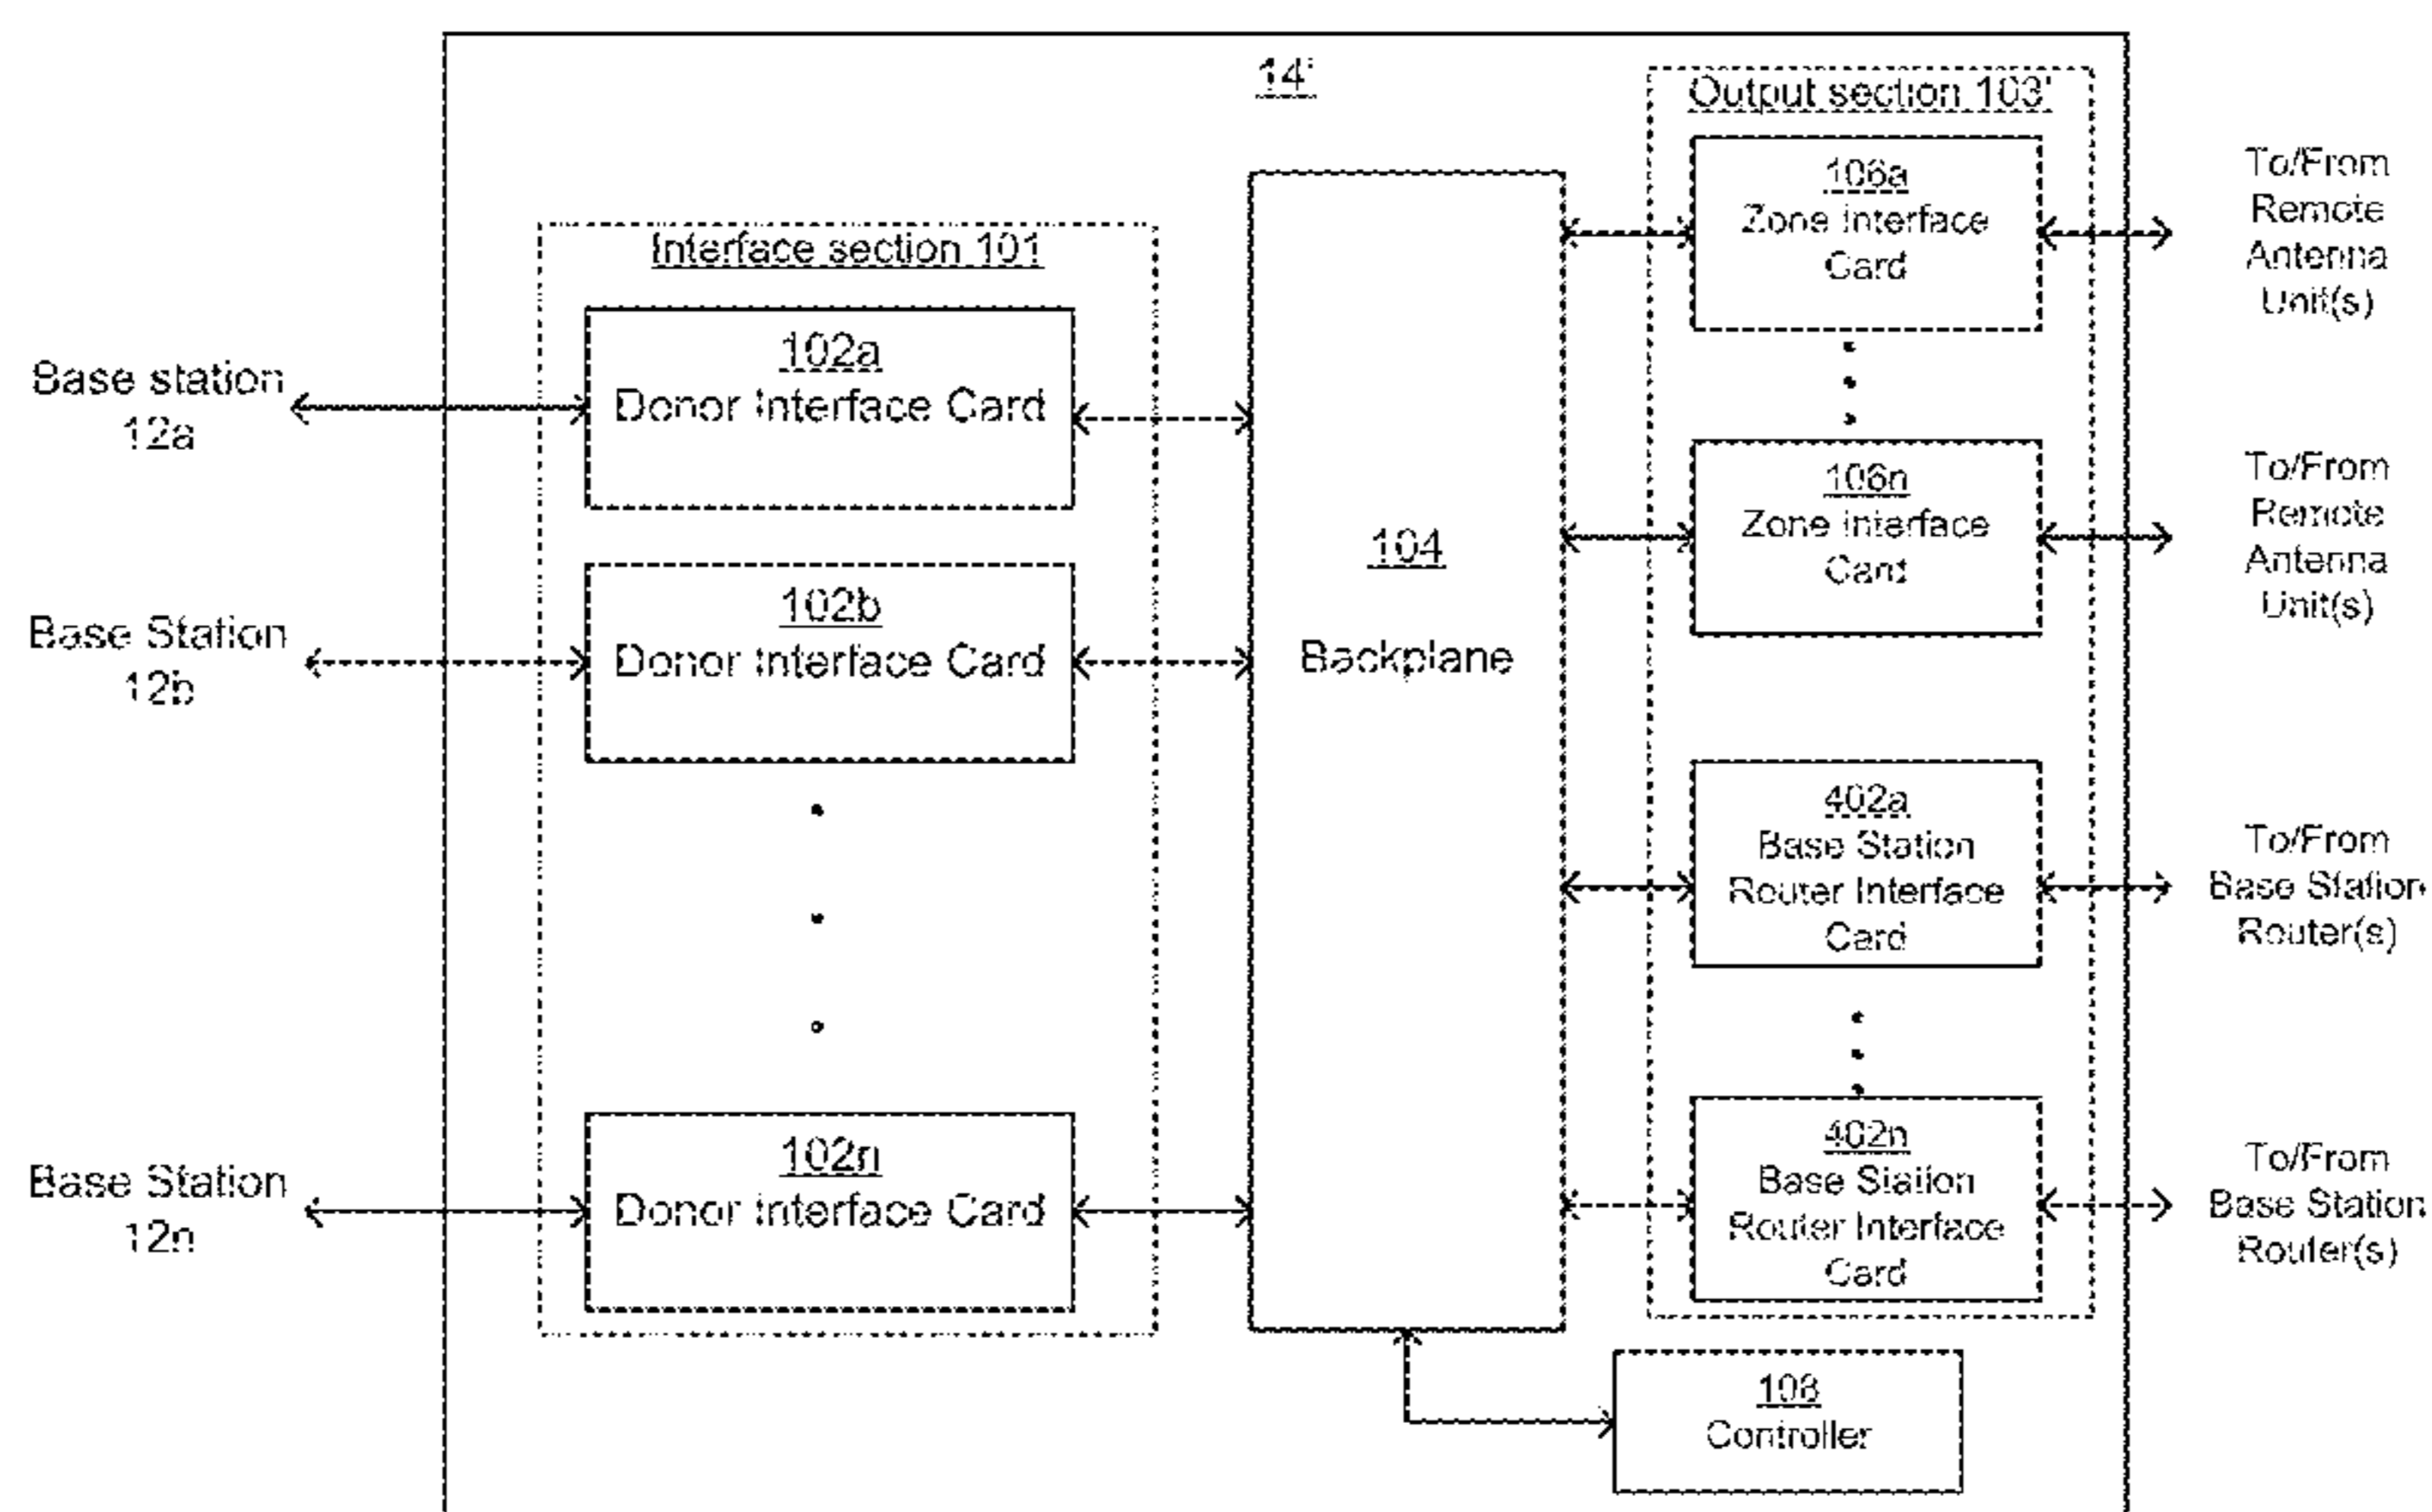 14'
Output section 103'
Interface section 101
Base station
12a
102a
Donor Interface Card
Base Station
12b
102b
Donor Interface Card
Base Station
12n
102n
Donor Interface Card
104
Backplane
106a
Zone Interface
Card
To/From
Remote
Antenna
Unit(s)
106n
Zone Interface
Card
To/From
Remote
Antenna
Unit(s)
402a
Base Station
Router Interface
Card
To/From
Base Station
Router(s)
402n
Base Station
Router Interface
Card
To/From
Base Station
Router(s)
108
Controller